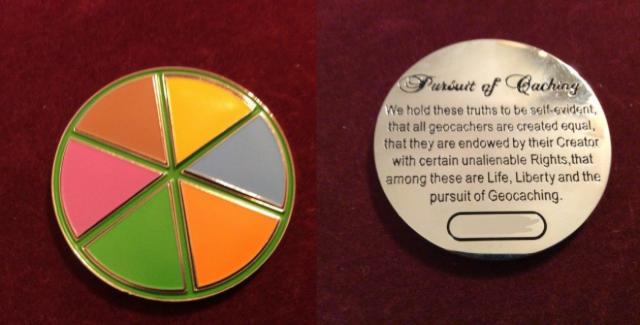 Pursuit of Caching
We hold these truths to be self-evident,
that all geocachers are created equal,
that they are endowed by their Creator
with certain unalienable Rights,that
among these are Life, Liberty and the
pursuit of Geocaching.